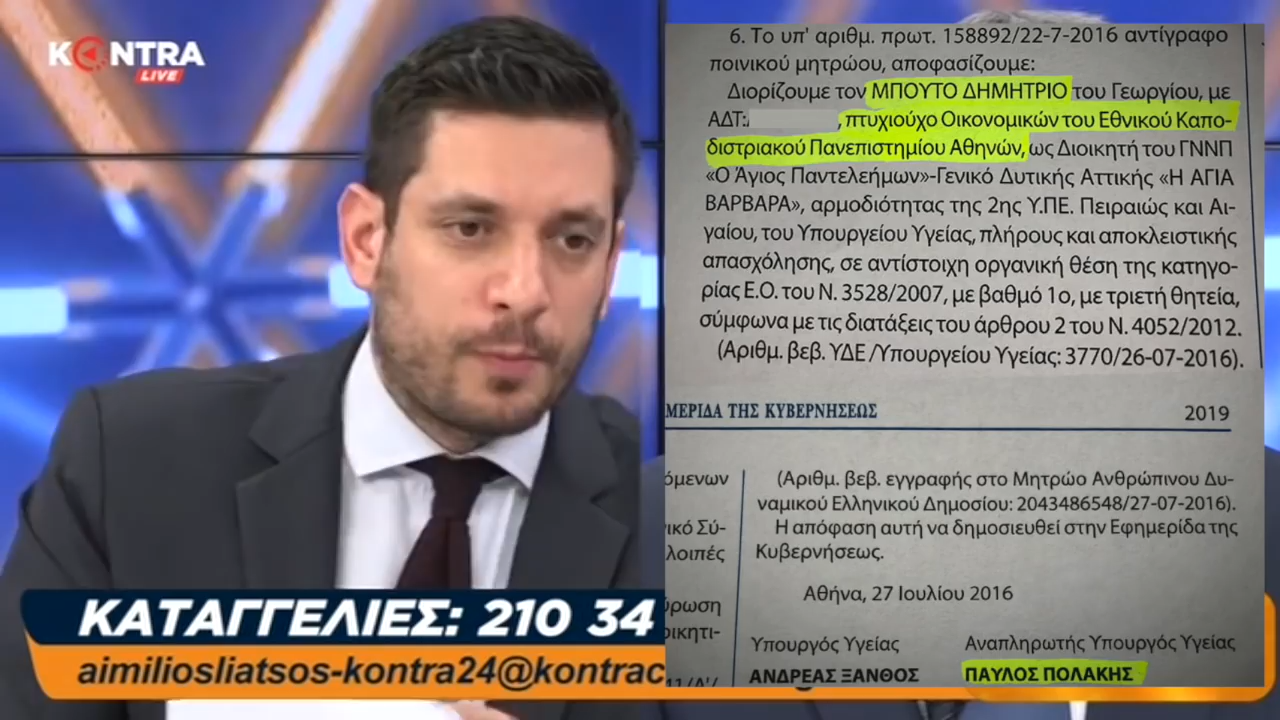 KONTRA
LIVE
6. Το υπ' αριθμ. πρωτ. 158892/22-7-2016 αντίγραφο
ποινικού μητρώου, αποφασίζουμε:
Διορίζουμε τον ΜΠΟΥΤΟ ΔΗΜΗΤΡΙΟ του Γεωργίου, με
ΑΔΤ: , πτυχιούχο Οικονομικών του Εθνικού Καπο-
διστριακού Πανεπιστημίου Αθηνών, ως Διοικητή του ΓΝΝΠ
«Ο Άγιος Παντελεήμων»-Γενικό Δυτικής Αττικής «Η ΑΓΙΑ
ΒΑΡΒΑΡΑ», αρμοδιότητας της 2ης Υ.ΠΕ. Πειραιώς και Αι-
γαίου, του Υπουργείου Υγείας, πλήρους και αποκλειστικής
απασχόλησης, σε αντίστοιχη οργανική θέση της κατηγο-
ρίας Ε.Ο. του Ν. 3528/2007, με βαθμό 1ο, με τριετή θητεία,
σύμφωνα με τις διατάξεις του άρθρου 2 του Ν. 4052/2012.
(Αριθμ. βεβ. ΥΔΕ/Υπουργείου Υγείας: 3770/26-07-2016).
ΜΕΡΙΔΑ ΤΗΣ ΚΥΒΕΡΝΗΣΕΩΣ 2019
όμενων
νικό Σύ-
λοιπές
ύρωση
ικητι-
11/Α΄/
(Αριθμ. βεβ. εγγραφής στο Μητρώο Ανθρώπινου Δυ-
ναμικού Ελληνικού Δημοσίου: 2043486548/27-07-2016).
Η απόφαση αυτή να δημοσιευθεί στην Εφημερίδα της
Κυβερνήσεως.
Αθήνα, 27 Ιουλίου 2016
Υπουργός Υγείας Αναπληρωτής Υπουργός Υγείας
ΑΝΔΡΕΑΣ ΞΑΝΘΟΣ ΠΑΥΛΟΣ ΠΟΛΑΚΗΣ
ΚΑΤΑΓΓΕΛΙΕΣ: 210 34
aimiliosliatsos-kontra24@kontrac